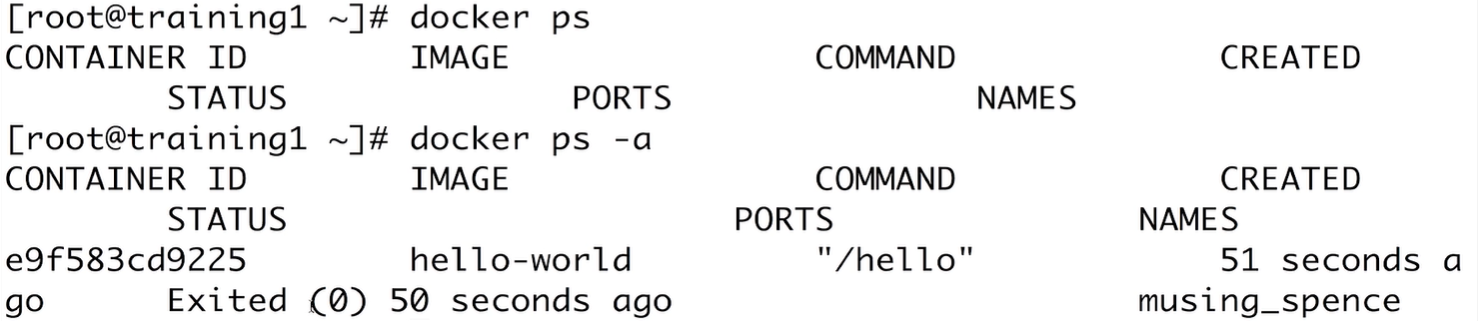 [root@training1 ~]# docker ps
CONTAINER ID        IMAGE               COMMAND             CREATED
        STATUS              PORTS               NAMES
[root@training1 ~]# docker ps -a
CONTAINER ID        IMAGE               COMMAND             CREATED
        STATUS                      PORTS               NAMES
e9f583cd9225        hello-world         "/hello"            51 seconds a
go      Exited (0) 50 seconds ago                       musing_spence